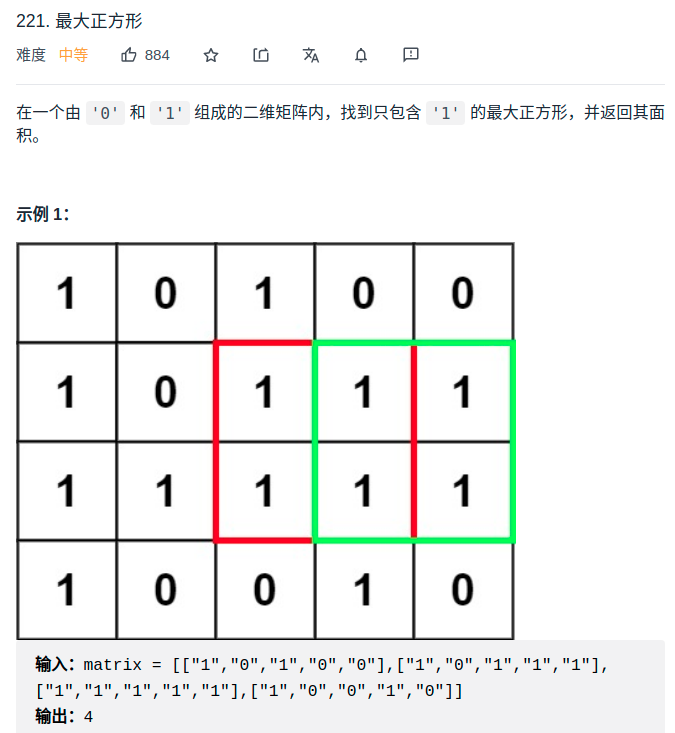 221. 最大正方形
难度 中等 884
在一个由 '0' 和 '1' 组成的二维矩阵内，找到只包含 '1' 的最大正方形，并返回其面
积。
示例 1：
1 0 1 0 0
1 0 1 1 1
1 1 1 1 1
1 0 0 1 0
输入：matrix = [["1","0","1","0","0"],["1","0","1","1","1"],
["1","1","1","1","1"],["1","0","0","1","0"]]
输出：4